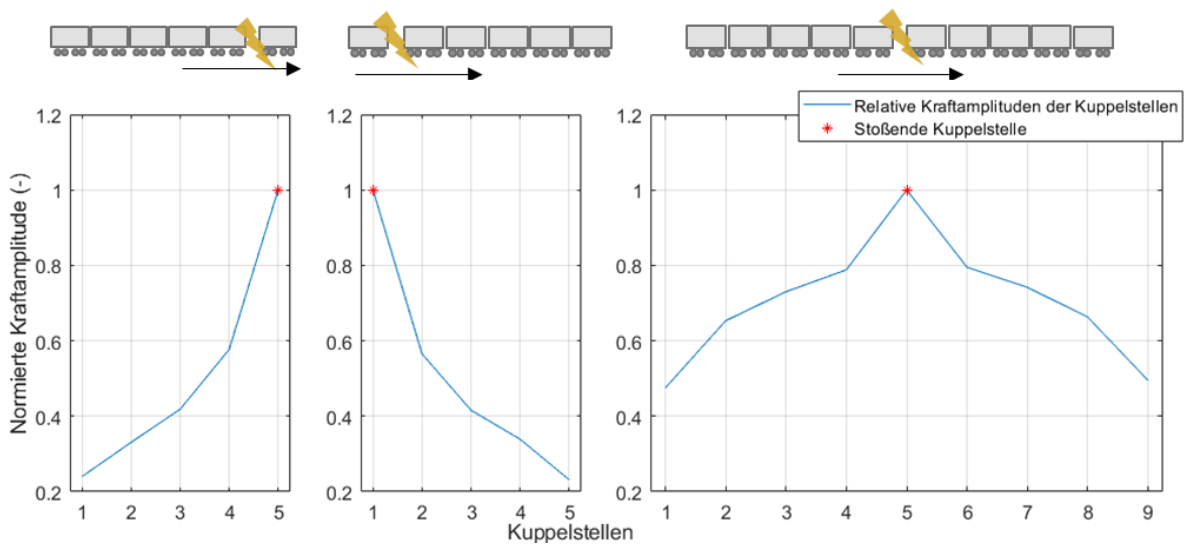 Relative Kraftamplituden der Kuppelstellen
Stoßende Kuppelstelle
Normierte Kraftamplitude (-)
1.2
1
0.8
0.6
0.4
0.2
1 2 3 4 5
1.2
1
0.8
0.6
0.4
0.2
1 2 3 4 5
1.2
1
0.8
0.6
0.4
0.2
1 2 3 4 5 6 7 8 9
Kuppelstellen